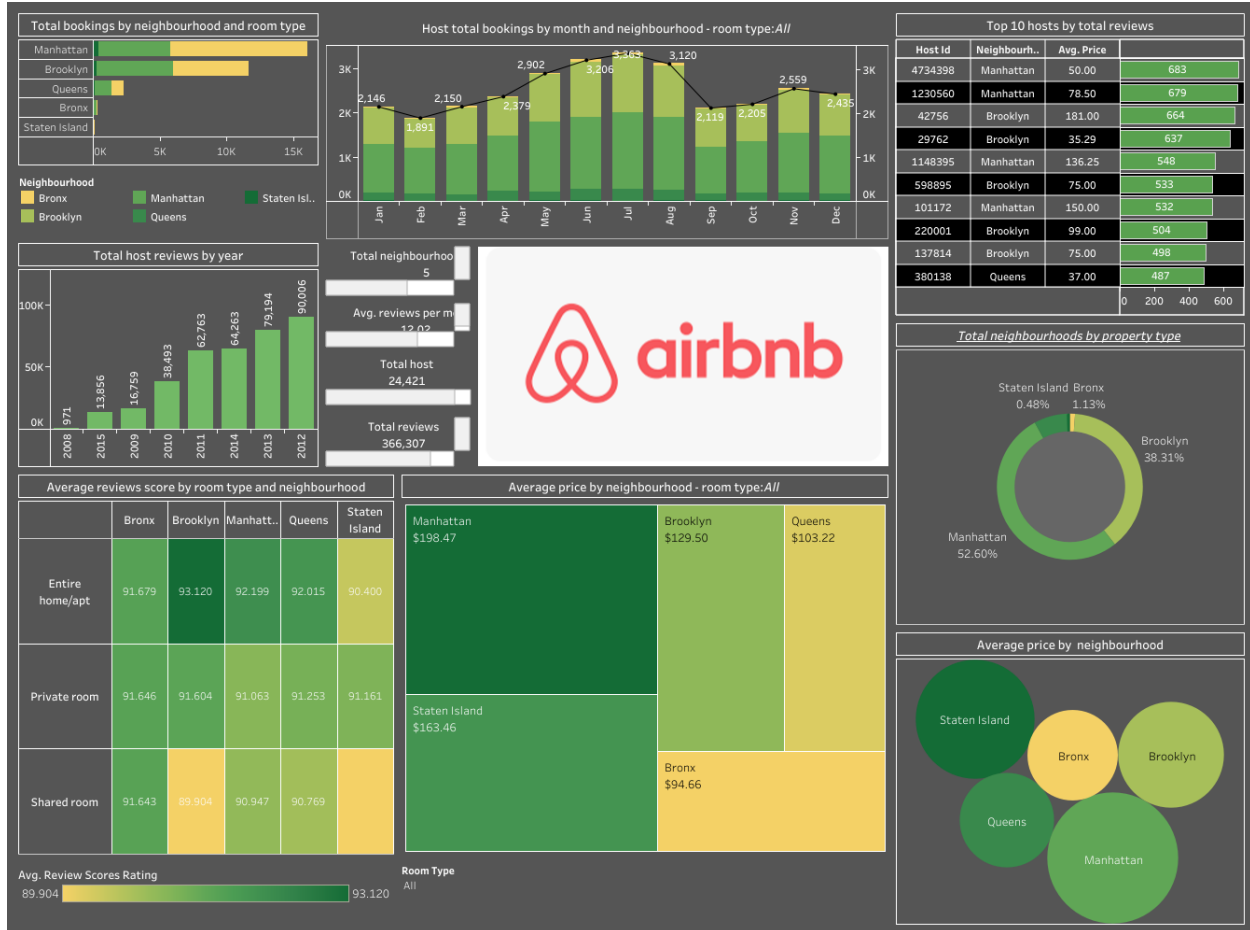 Total bookings by neighbourhood and room type
Manhattan
Brooklyn
Queens
Bronx
Staten Island
0K 5K 10K 15K
Neighbourhood
Bronx Manhattan Staten Isl..
Brooklyn Queens
Host total bookings by month and neighbourhood - room type:All
3K 3K
2K 2K
1K 1K
0K 0K
2,146 1,891 2,150 2,379 2,902 3,206 3,363 3,120 2,119 2,205 2,559 2,435
Jan Feb Mar Apr May Jun Jul Aug Sep Oct Nov Dec
Top 10 hosts by total reviews
Host Id Neighbourh.. Avg. Price
4734398 Manhattan 50.00 683
1230560 Manhattan 78.50 679
42756 Brooklyn 181.00 664
29762 Brooklyn 35.29 637
1148395 Manhattan 136.25 548
598895 Brooklyn 75.00 533
101172 Manhattan 150.00 532
220001 Brooklyn 99.00 504
137814 Brooklyn 75.00 498
380138 Queens 37.00 487
0 200 400 600
Total host reviews by year
100K
50K
0K
971 13,856 16,759 38,493 62,763 64,263 79,194 90,006
2008 2015 2009 2010 2011 2014 2013 2012
Total neighbourhoo
5
Avg. reviews per m
12.02
Total host
24,421
Total reviews
366,307
airbnb
Total neighbourhoods by property type
Staten Island Bronx
0.48% 1.13%
Brooklyn
38.31%
Manhattan
52.60%
Average reviews score by room type and neighbourhood
Bronx Brooklyn Manhatt.. Queens Staten
Island
Entire
home/apt 91.679 93.120 92.199 92.015 90.400
Private room 91.646 91.604 91.063 91.253 91.161
Shared room 91.643 89.904 90.947 90.769
Avg. Review Scores Rating
89.904 93.120
Average price by neighbourhood - room type:All
Manhattan
$198.47
Brooklyn
$129.50
Queens
$103.22
Staten Island
$163.46
Bronx
$94.66
Room Type
All
Average price by neighbourhood
Staten Island
Bronx
Brooklyn
Queens
Manhattan